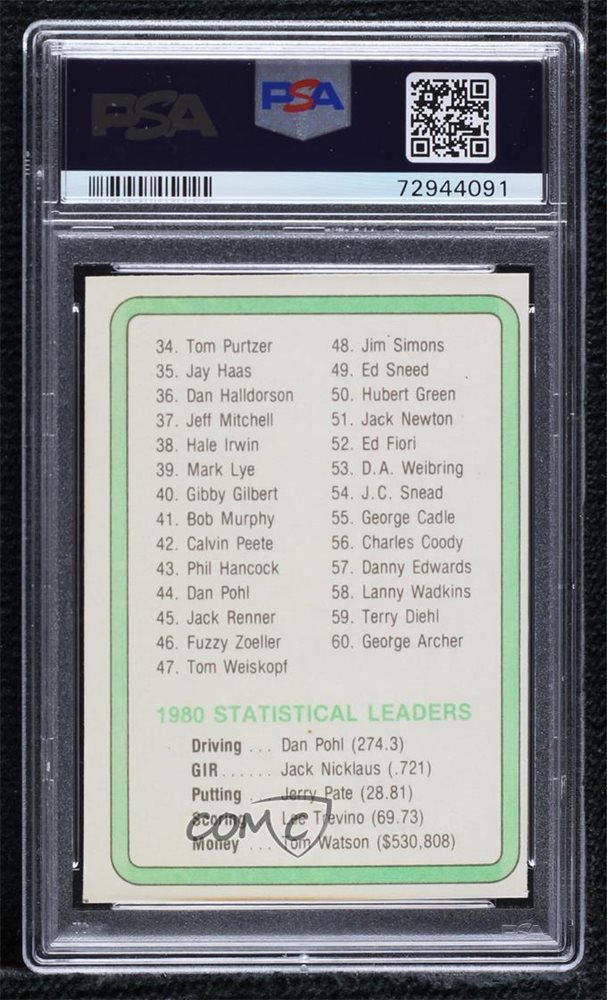 PSA
PSA
72944091
34. Tom Purtzer
35. Jay Haas
36. Dan Halldorson
37. Jeff Mitchell
38. Hale Irwin
39. Mark Lye
40. Gibby Gilbert
41. Bob Murphy
42. Calvin Peete
43. Phil Hancock
44. Dan Pohl
45. Jack Renner
46. Fuzzy Zoeller
47. Tom Weiskopf
48. Jim Simons
49. Ed Sneed
50. Hubert Green
51. Jack Newton
52. Ed Fiori
53. D.A. Weibring
54. J.C. Snead
55. George Cadle
56. Charles Coody
57. Danny Edwards
58. Lanny Wadkins
59. Terry Diehl
60. George Archer
1980 STATISTICAL LEADERS
Driving ... Dan Pohl (274.3)
GIR...... Jack Nicklaus (.721)
Putting ... Jerry Pate (28.81)
Scoring ... Lee Trevino (69.73)
Money ... Tom Watson ($530,808)
COMC
PSA